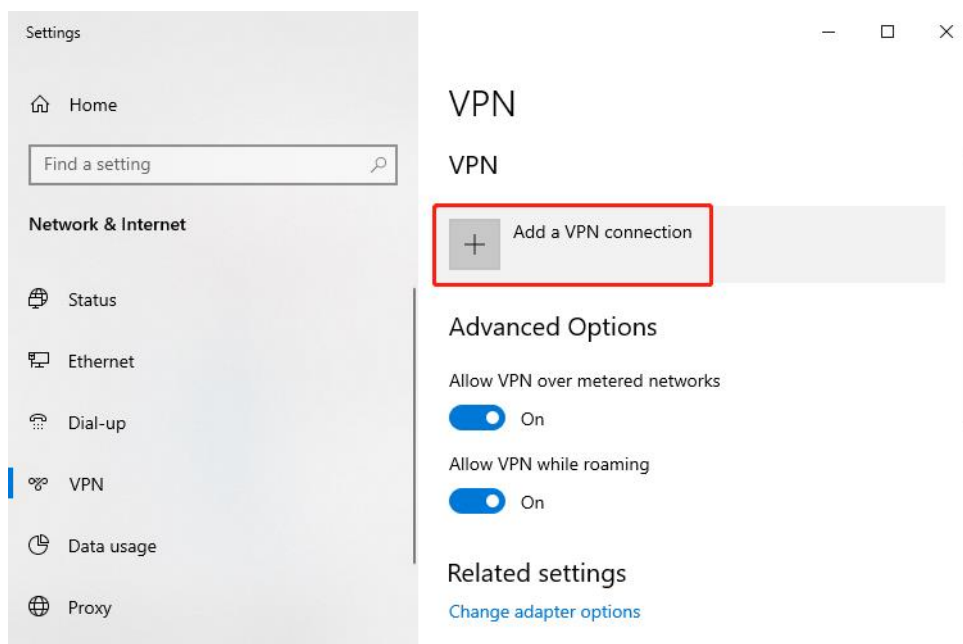 Settings
Home
Find a setting
Network & Internet
Status
Ethernet
Dial-up
VPN
Data usage
Proxy
VPN
VPN
Add a VPN connection
Advanced Options
Allow VPN over metered networks
On
Allow VPN while roaming
On
Related settings
Change adapter options